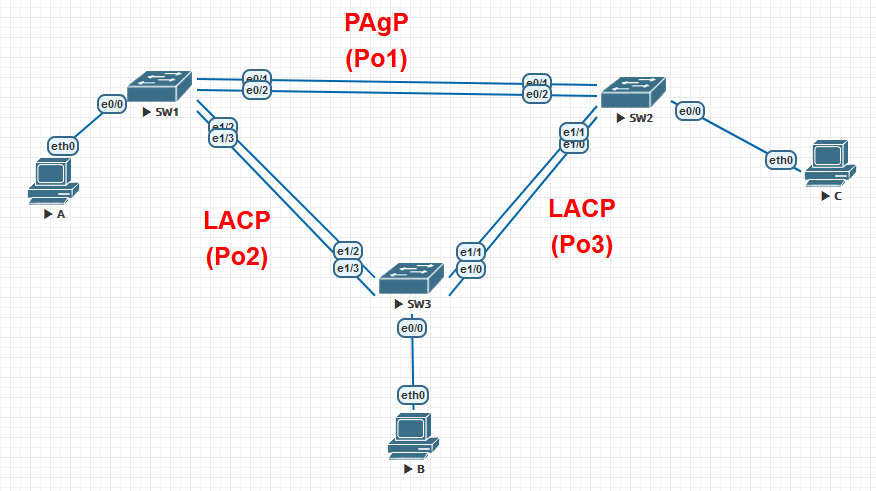 PAgP
(Po1)
e0/1
e0/2
e0/1
e0/2
e0/0
SW1
SW2
e0/0
eth0
A
e1/2
e1/3
e1/1
e1/0
eth0
C
LACP
(Po2)
LACP
(Po3)
e1/2
e1/3
e1/1
e1/0
SW3
e0/0
eth0
B